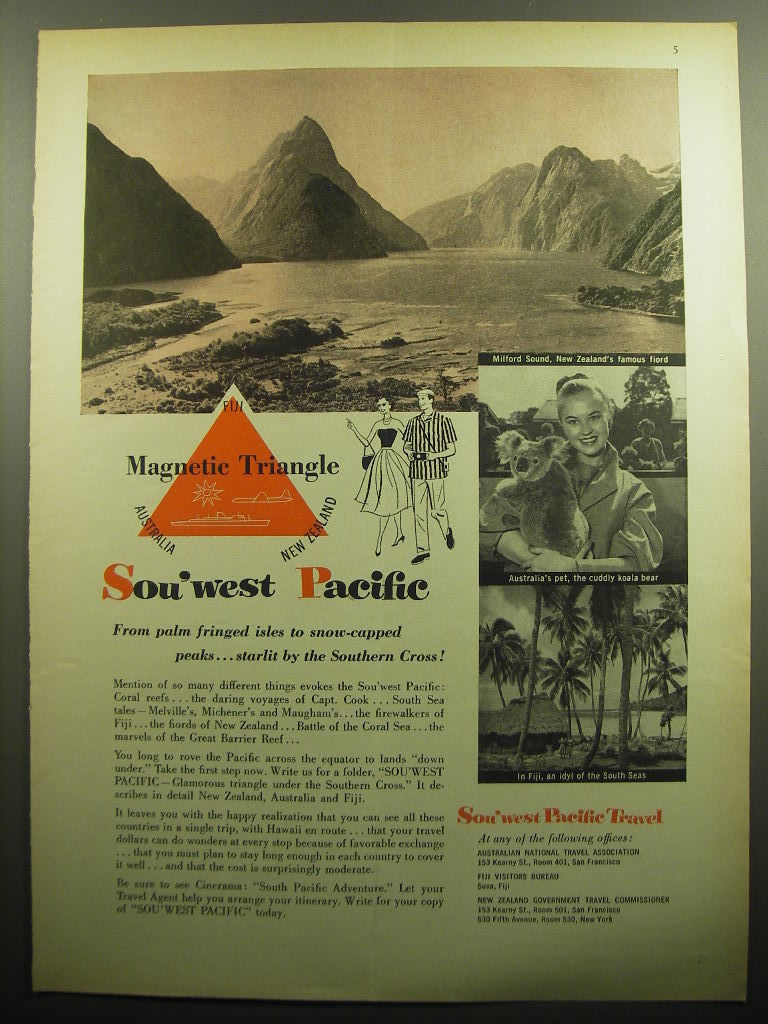 5
Milford Sound, New Zealand's famous fiord
FIJI
Magnetic Triangle
AUSTRALIA
NEW ZEALAND
Sou'west Pacific
From palm fringed isles to snow-capped
peaks...starlit by the Southern Cross!
Mention of so many different things evokes the Sou'west Pacific:
Coral reefs...the daring voyages of Capt. Cook...South Sea
tales—Melville's, Michener's and Maugham's...the firewalkers of
Fiji...the fiords of New Zealand...Battle of the Coral Sea...the
marvels of the Great Barrier Reef...
You long to rove the Pacific across the equator to lands "down
under." Take the first step now. Write us for a folder, "SOU'WEST
PACIFIC—Glamorous triangle under the Southern Cross." It de-
scribes in detail New Zealand, Australia and Fiji.
It leaves you with the happy realization that you can see all these
countries in a single trip, with Hawaii en route...that your travel
dollars can do wonders at every stop because of favorable exchange
...that you must plan to stay long enough in each country to cover
it well...and that the cost is surprisingly moderate.
Be sure to see Cinerama: "South Pacific Adventure." Let your
Travel Agent help you arrange your itinerary. Write for your copy
of "SOU'WEST PACIFIC" today.
Australia's pet, the cuddly koala bear
In Fiji, an idyl of the South Seas
Sou'west Pacific Travel
At any of the following offices:
AUSTRALIAN NATIONAL TRAVEL ASSOCIATION
153 Kearny St., Room 401, San Francisco
FIJI VISITORS BUREAU
Suva, Fiji
NEW ZEALAND GOVERNMENT TRAVEL COMMISSIONER
153 Kearny St., Room 501, San Francisco
630 Fifth Avenue, Room 530, New York